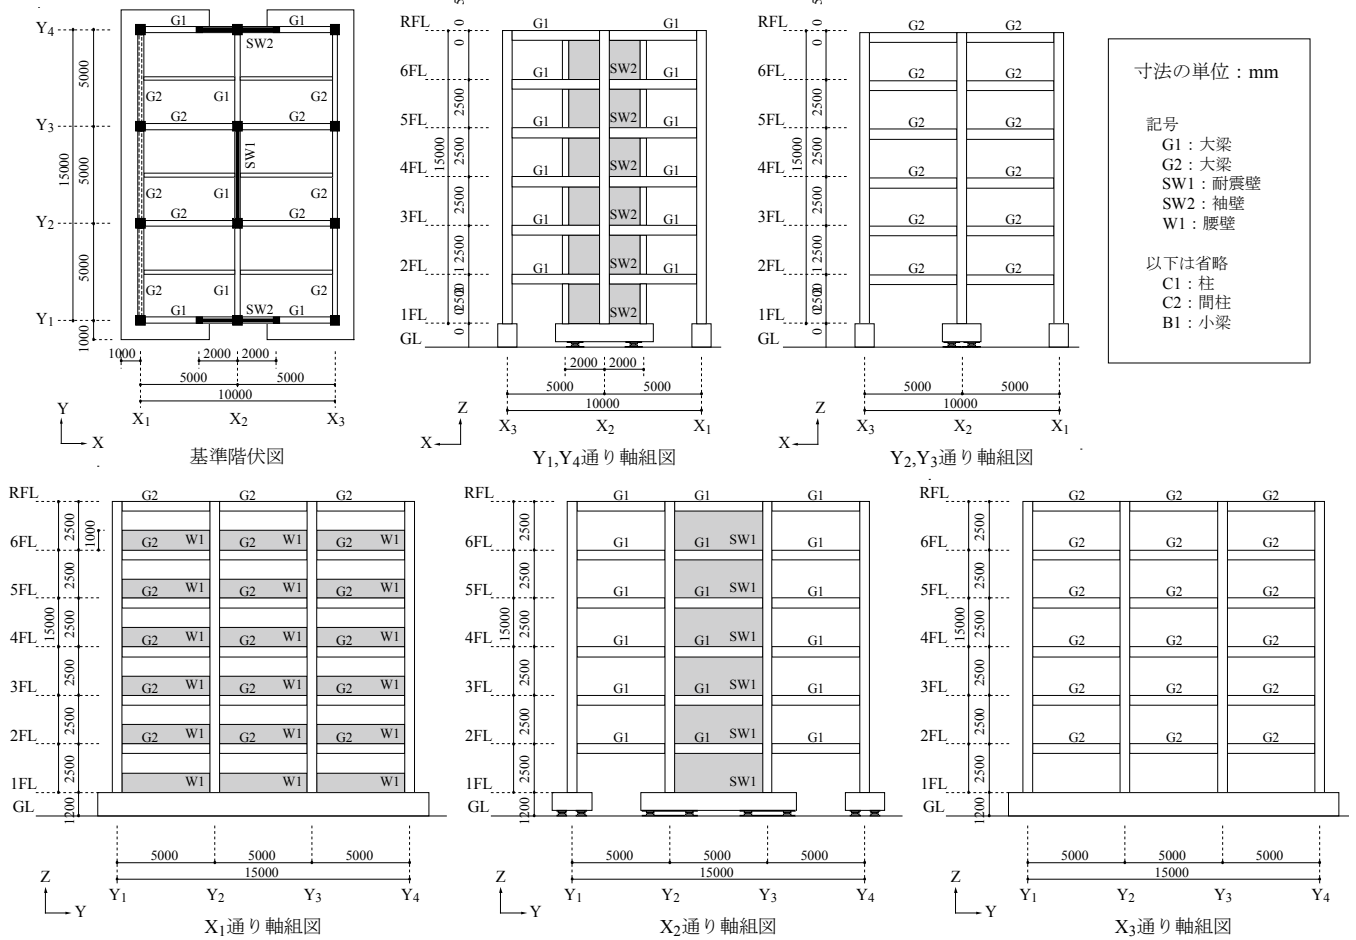 G1
G1
Y4
SW2
5000
G2
G1
G2
G2
G2
Y3
15000
5000
SW1
G2
G1
G2
G2
G2
Y2
5000
G2
G1
G2
G1
SW2
G1
Y1
1000
1000
2000
2000
5000
5000
10000
X1
X2
X3
Y
X
基準階伏図
RFL
G1
G1
SW2
6FL
G1
G1
2500
SW2
5FL
G1
G1
15000
2500
SW2
4FL
G1
G1
2500
SW2
3FL
G1
G1
SW2
2FL
G1
G1
SW2
1FL
GL
2000
2000
5000
5000
10000
X3
X2
X1
Z
X
Y1,Y4通り軸組図
RFL
G2
G2
6FL
G2
G2
2500
5FL
G2
G2
15000
2500
4FL
G2
G2
2500
3FL
G2
G2
2FL
G2
G2
1FL
GL
5000
5000
10000
X3
X2
X1
Z
X
Y2,Y3通り軸組図
寸法の単位：mm
記号
G1：大梁
G2：大梁
SW1：耐震壁
SW2：袖壁
W1：腰壁
以下は省略
C1：柱
C2：間柱
B1：小梁
RFL
G2
G2
G2
2500
1000
6FL
G2
W1
G2
W1
G2
W1
2500
5FL
G2
W1
G2
W1
G2
W1
15000
2500
4FL
G2
W1
G2
W1
G2
W1
2500
3FL
G2
W1
G2
W1
G2
W1
2500
2FL
G2
W1
G2
W1
G2
W1
2500
1FL
W1
W1
W1
GL
1200
5000
5000
5000
15000
Y1
Y2
Y3
Y4
Z
Y
X1通り軸組図
RFL
G1
G1
G1
2500
6FL
G1
G1
SW1
G1
2500
5FL
G1
G1
SW1
G1
15000
2500
4FL
G1
G1
SW1
G1
2500
3FL
G1
G1
SW1
G1
2500
2FL
G1
G1
SW1
G1
2500
1FL
SW1
GL
1200
5000
5000
5000
15000
Y1
Y2
Y3
Y4
Z
Y
X2通り軸組図
RFL
G2
G2
G2
2500
6FL
G2
G2
G2
2500
5FL
G2
G2
G2
15000
2500
4FL
G2
G2
G2
2500
3FL
G2
G2
G2
2500
2FL
G2
G2
G2
2500
1FL
GL
1200
5000
5000
5000
15000
Y1
Y2
Y3
Y4
Z
Y
X3通り軸組図